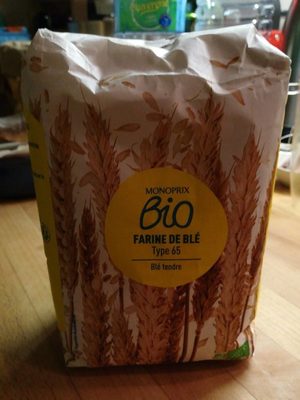 MONOPRIX
Bio
FARINE DE BLÉ
Type 65
Blé tendre